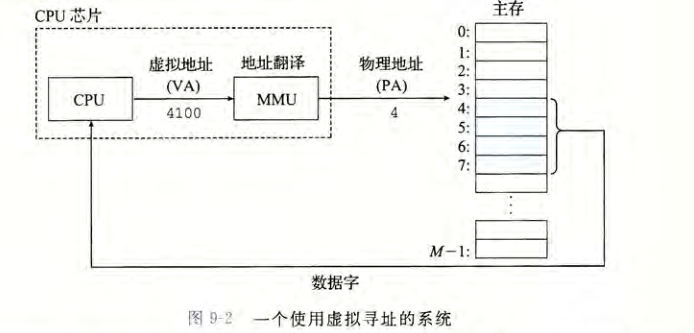 主存
CPU 芯片
0:
1:
虚拟地址 地址翻译 物理地址
2:
(VA) (PA)
3:
CPU MMU
4:
4100 4
5:
6:
7:
⋮
M−1:
数据字
图 9-2 一个使用虚拟寻址的系统